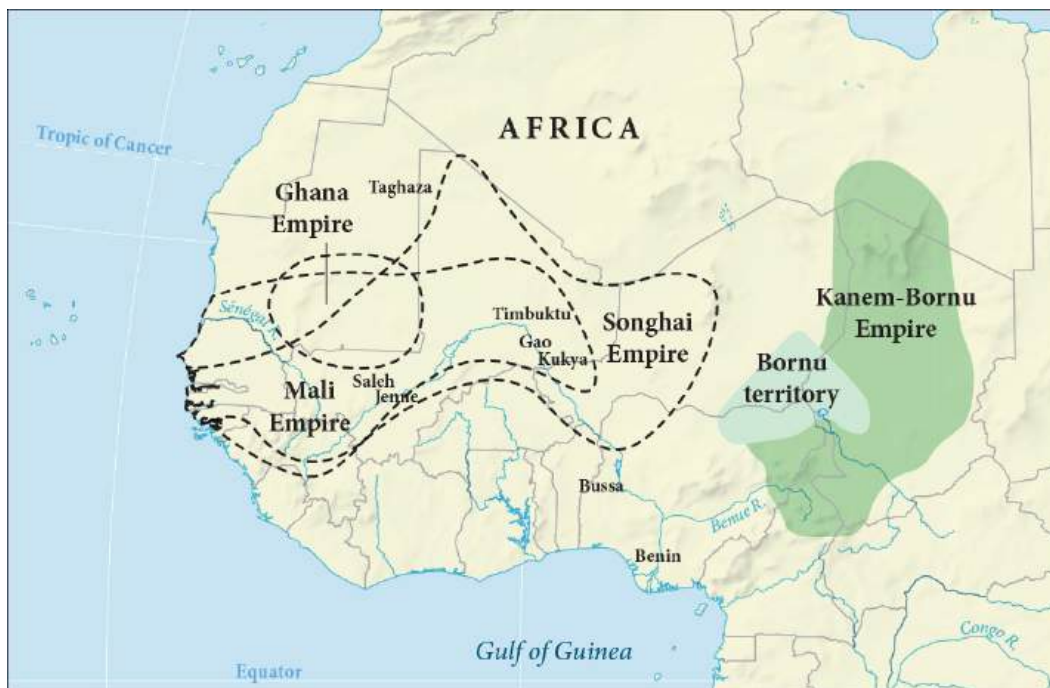 Tropic of Cancer
AFRICA
Ghana
Empire
Taghaza
Sénégal R.
Timbuktu
Gao
Kukya
Songhai
Empire
Kanem-Bornu
Empire
Bornu
territory
Mali
Empire
Saleh
Jenne
Bussa
Benue R.
Benin
Gulf of Guinea
Congo R.
Equator